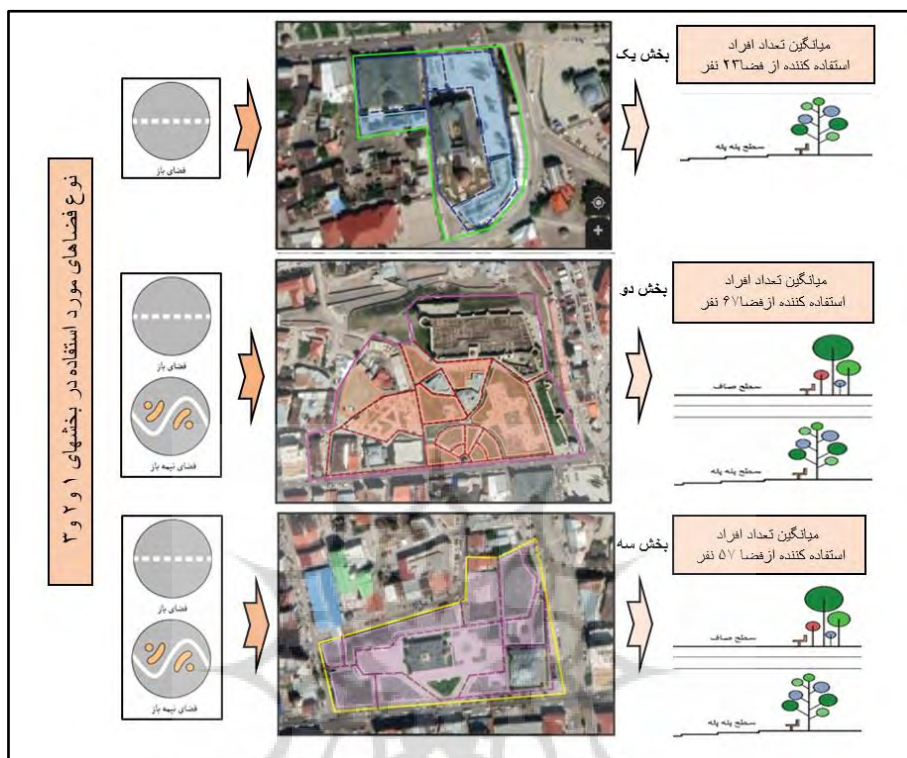 نوع فضاهای مورد استفاده در بخشهای ۱ و ۲ و ۳
بخش یک
میانگین تعداد افراد
استفاده کننده از فضا۲۳ نفر
فضای باز
سطح پله پله
بخش دو
میانگین تعداد افراد
استفاده کننده ازفضا۶۷ نفر
فضای باز
فضای نیمه باز
سطح صاف
سطح پله پله
بخش سه
میانگین تعداد افراد
استفاده کننده ازفضا ۵۷ نفر
فضای باز
فضای نیمه باز
سطح صاف
سطح پله پله